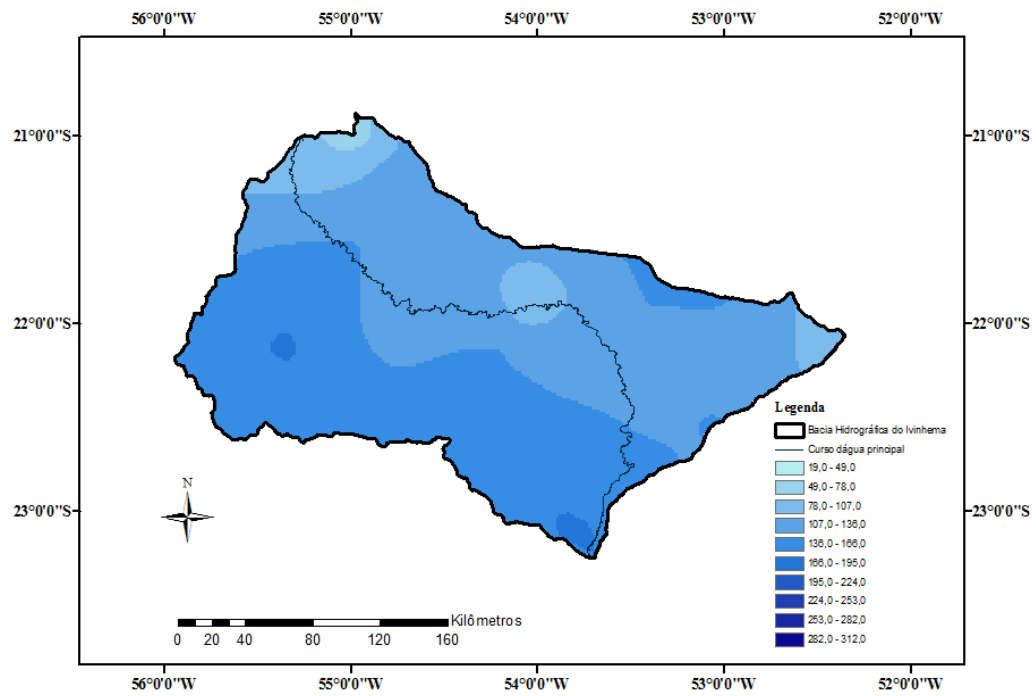 56°0'0"W 55°0'0"W 54°0'0"W 53°0'0"W 52°0'0"W
21°0'0"S 21°0'0"S
22°0'0"S 22°0'0"S
23°0'0"S 23°0'0"S
Legenda
Bacia Hidrográfica do Ivinhema
Curso dágua principal
19,0 - 49,0
49,0 - 78,0
78,0 - 107,0
107,0 - 136,0
136,0 - 166,0
166,0 - 195,0
195,0 - 224,0
224,0 - 253,0
253,0 - 282,0
282,0 - 312,0
N
Kilômetros
0 20 40 80 120 160
56°0'0"W 55°0'0"W 54°0'0"W 53°0'0"W 52°0'0"W